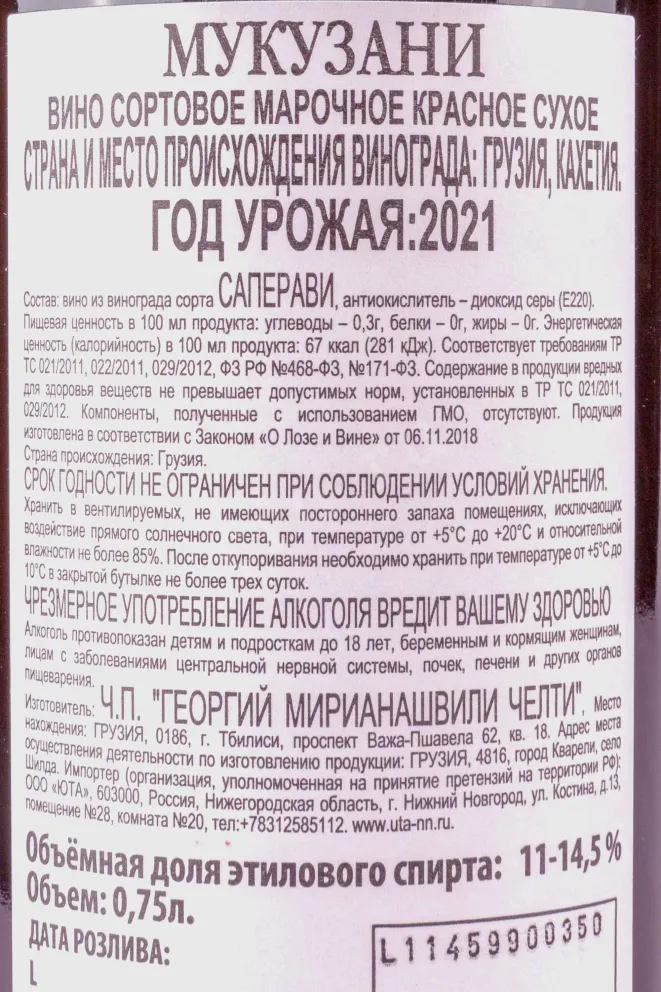 МУКУЗАНИ
ВИНО СОРТОВОЕ МАРОЧНОЕ КРАСНОЕ СУХОЕ
СТРАНА И МЕСТО ПРОИСХОЖДЕНИЯ ВИНОГРАДА: ГРУЗИЯ, КАХЕТИЯ.
ГОД УРОЖАЯ:2021
Состав: вино из винограда сорта САПЕРАВИ, антиокислитель – диоксид серы (Е220).
Пищевая ценность в 100 мл продукта: углеводы – 0,3г, белки – 0г, жиры – 0г. Энергетическая
ценность (калорийность) в 100 мл продукта: 67 ккал (281 кДж). Соответствует требованиям ТР
ТС 021/2011, 022/2011, 029/2012, ФЗ РФ №468-ФЗ, №171-ФЗ. Содержание в продукции вредных
для здоровья веществ не превышает допустимых норм, установленных в ТР ТС 021/2011,
029/2012. Компоненты, полученные с использованием ГМО, отсутствуют. Продукция
изготовлена в соответствии с Законом «О Лозе и Вине» от 06.11.2018
Страна происхождения: Грузия.
СРОК ГОДНОСТИ НЕ ОГРАНИЧЕН ПРИ СОБЛЮДЕНИИ УСЛОВИЙ ХРАНЕНИЯ.
Хранить в вентилируемых, не имеющих постороннего запаха помещениях, исключающих
воздействие прямого солнечного света, при температуре от +5°С до +20°С и относительной
влажности не более 85%. После откупоривания необходимо хранить при температуре от +5°С до
10°С в закрытой бутылке не более трех суток.
ЧРЕЗМЕРНОЕ УПОТРЕБЛЕНИЕ АЛКОГОЛЯ ВРЕДИТ ВАШЕМУ ЗДОРОВЬЮ
Алкоголь противопоказан детям и подросткам до 18 лет, беременным и кормящим женщинам,
лицам с заболеваниями центральной нервной системы, почек, печени и других органов
пищеварения.
Изготовитель: Ч.П. "ГЕОРГИЙ МИРИАНАШВИЛИ ЧЕЛТИ", Место
нахождения: ГРУЗИЯ, 0186, г. Тбилиси, проспект Важа-Пшавела 62, кв. 18. Адрес места
осуществления деятельности по изготовлению продукции: ГРУЗИЯ, 4816, город Кварели, село
Шилда. Импортер (организация, уполномоченная на принятие претензий на территории РФ):
ООО «ЮТА», 603000, Россия, Нижегородская область, г. Нижний Новгород, ул. Костина, д.13,
помещение №28, комната №20, тел:+78312585112. www.uta-nn.ru.
Объёмная доля этилового спирта: 11-14,5%
Объем: 0,75л.
ДАТА РОЗЛИВА:
L11459900350
L